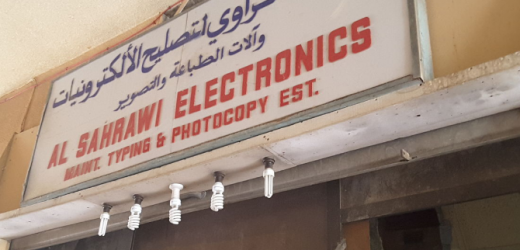 لتصليح الألكترونيات
وآلات الطباعة والتصوير
AL SAHRAWI ELECTRONICS
MAINT. TYPING & PHOTOCOPY EST.